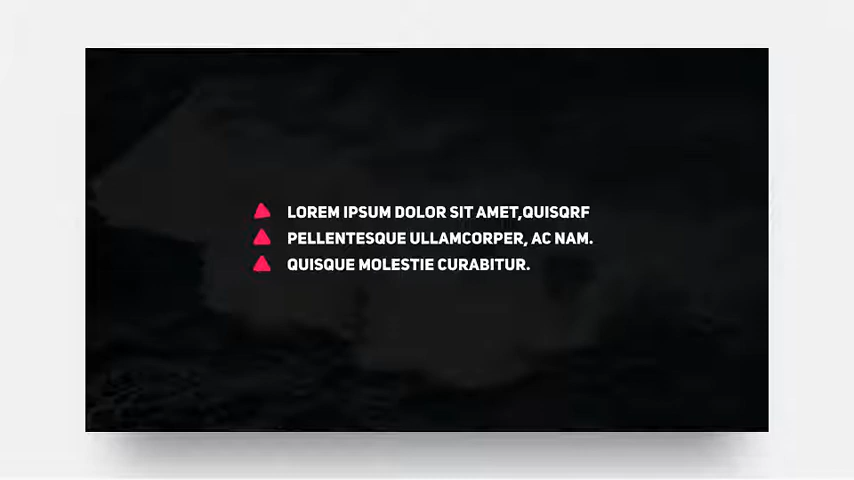 LOREM IPSUM DOLOR SIT AMET,QUISQRF
PELLENTESQUE ULLAMCORPER, AC NAM.
QUISQUE MOLESTIE CURABITUR.